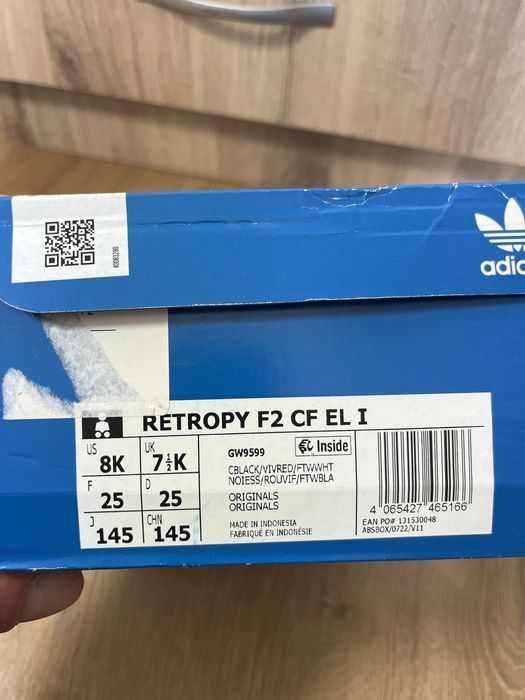 40083280
adid
RETROPY F2 CF EL I
US 8K
UK 7½K
F 25
D 25
J 145
CHN 145
GW9599
Inside
CBLACK/VIVRED/FTWWHT
NOIESS/ROUVIF/FTWBLA
ORIGINALS
ORIGINALS
MADE IN INDONESIA
FABRIQUÉ EN INDONÉSIE
4 065427 465166
EAN PO# 131530048
ABSBOX/0722/V11